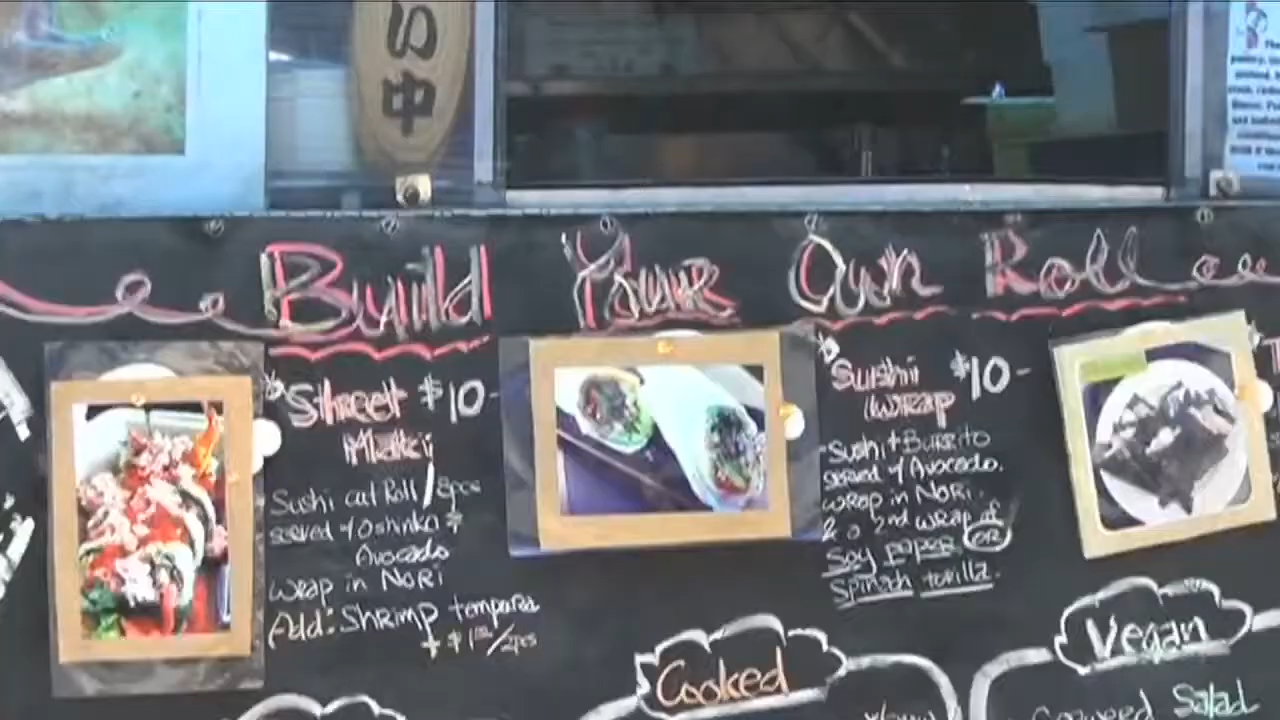 い
中
Build Your Own Roll
Street $10-
Maki
Sushi cut Roll/8pcs
served w/ Oshinko &
Avocado
wrap in Nori
Add: Shrimp tempura
+ $1 /2pcs
Sushi $10-
Wrap
Sushi + Burrito
served w/ Avocado.
wrap in Nori.
& a 2nd wrap of
Soy paper OR
Spinach tortilla.
Cooked
Vegan
Seaweed Salad